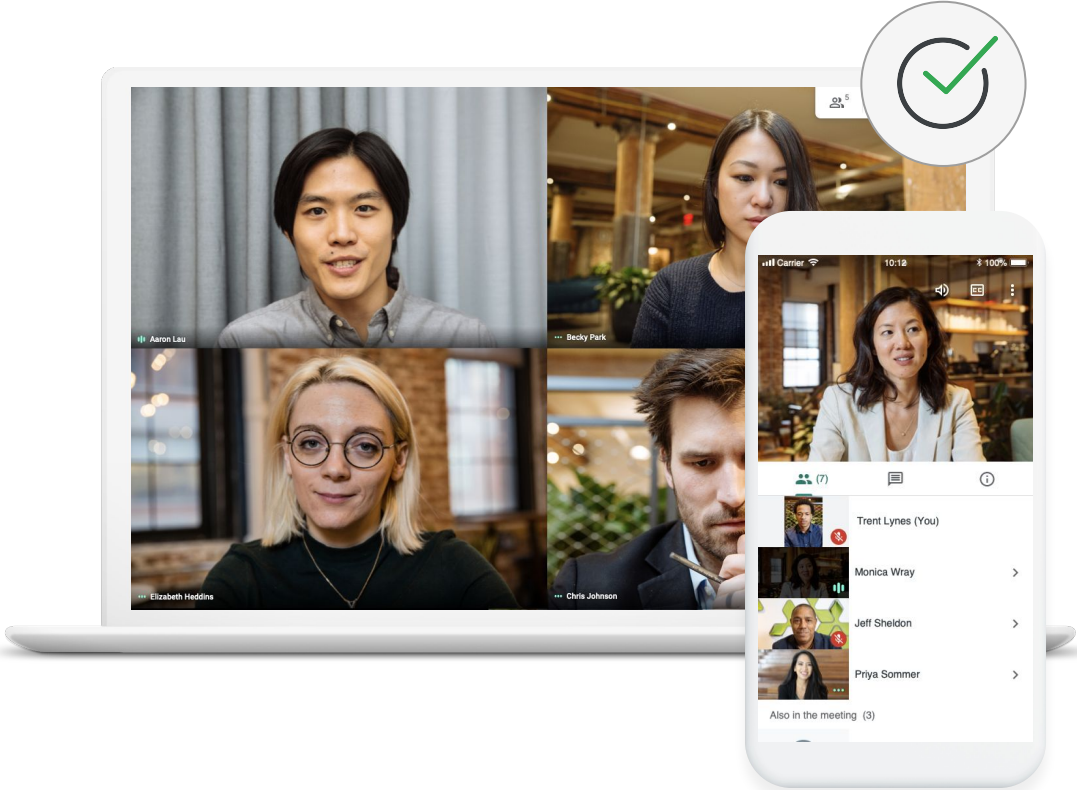 5
Aaron Lau
Becky Park
Elizabeth Heddins
Chris Johnson
Carrier 10:12 100%
CC
(7)
Trent Lynes (You)
Monica Wray
Jeff Sheldon
Priya Sommer
Also in the meeting (3)